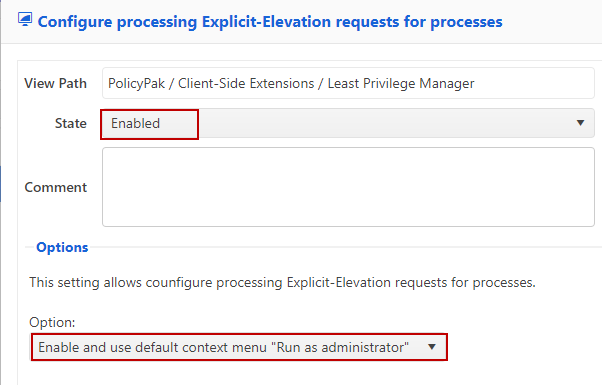 Configure processing Explicit-Elevation requests for processes
View Path PolicyPak / Client-Side Extensions / Least Privilege Manager
State Enabled
Comment
Options
This setting allows counfigure processing Explicit-Elevation requests for processes.
Option:
Enable and use default context menu "Run as administrator"